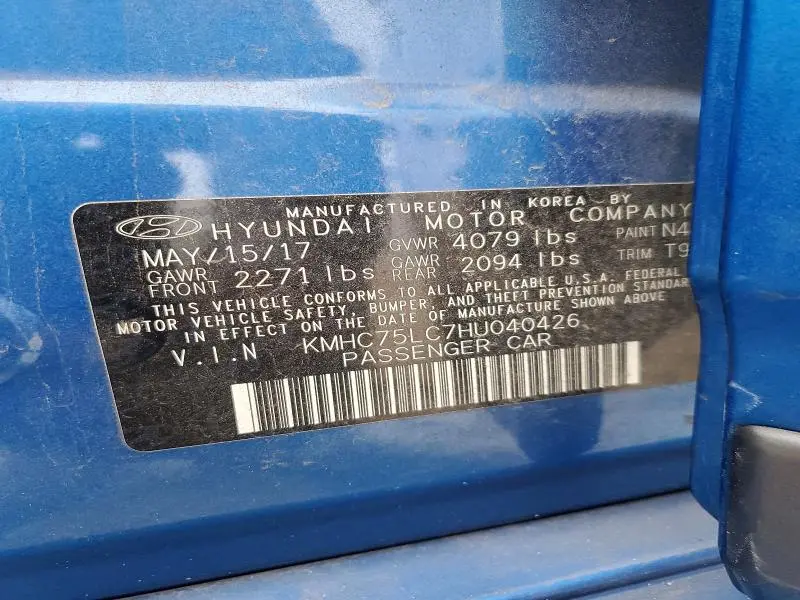 MANUFACTURED IN KOREA BY
HYUNDAI MOTOR COMPANY
MAY/15/17 GVWR 4079 lbs PAINT N4
GAWR FRONT 2271 lbs GAWR REAR 2094 lbs TRIM T9
THIS VEHICLE CONFORMS TO ALL APPLICABLE U.S.A. FEDERAL
MOTOR VEHICLE SAFETY, BUMPER, AND THEFT PREVENTION STANDAR
IN EFFECT ON THE DATE OF MANUFACTURE SHOWN ABOVE
V.I.N KMHC75LC7HU040426
PASSENGER CAR